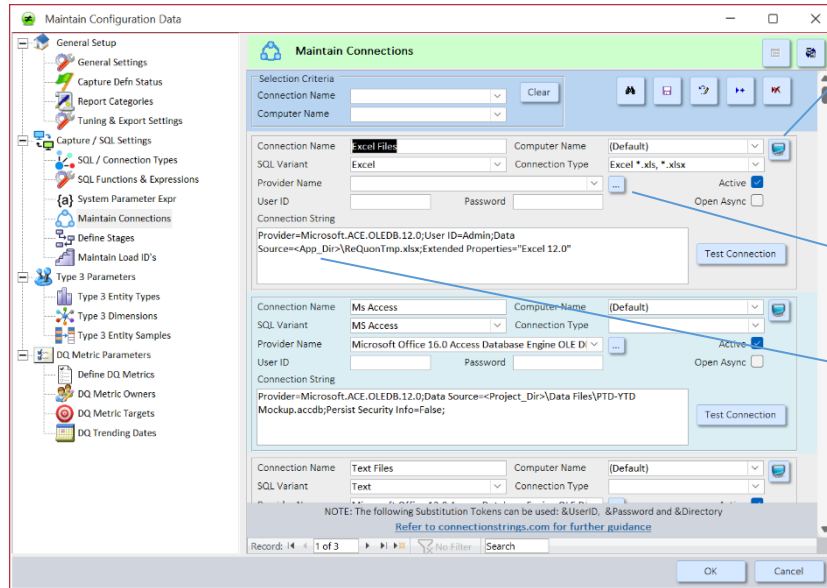 Maintain Configuration Data
General Setup
General Settings
Capture Defn Status
Report Categories
Tuning & Export Settings
Capture / SQL Settings
SQL / Connection Types
SQL Functions & Expressions
{a} System Parameter Expr
Maintain Connections
Define Stages
Maintain Load ID's
Type 3 Parameters
Type 3 Entity Types
Type 3 Dimensions
Type 3 Entity Samples
DQ Metric Parameters
Define DQ Metrics
DQ Metric Owners
DQ Metric Targets
DQ Trending Dates
Maintain Connections
Selection Criteria
Connection Name
Clear
Computer Name
Connection Name Excel Files Computer Name (Default)
SQL Variant Excel Connection Type Excel *.xls, *.xlsx
Provider Name ... Active
User ID Password Open Async
Connection String
Provider=Microsoft.ACE.OLEDB.12.0;User ID=Admin;Data
Source=<App_Dir>\ReQuonTmp.xlsx;Extended Properties="Excel 12.0"
Test Connection
Connection Name Ms Access Computer Name (Default)
SQL Variant MS Access Connection Type
Provider Name Microsoft Office 16.0 Access Database Engine OLE D ... Active
User ID Password Open Async
Connection String
Provider=Microsoft.ACE.OLEDB.12.0;Data Source=<Project_Dir>\Data Files\PTD-YTD
Mockup.accdb;Persist Security Info=False;
Test Connection
Connection Name Text Files Computer Name (Default)
SQL Variant Text Connection Type
NOTE: The following Substitution Tokens can be used: &UserID, &Password and &Directory
Refer to connectionstrings.com for further guidance
Record: 1 of 3 No Filter Search
OK Cancel